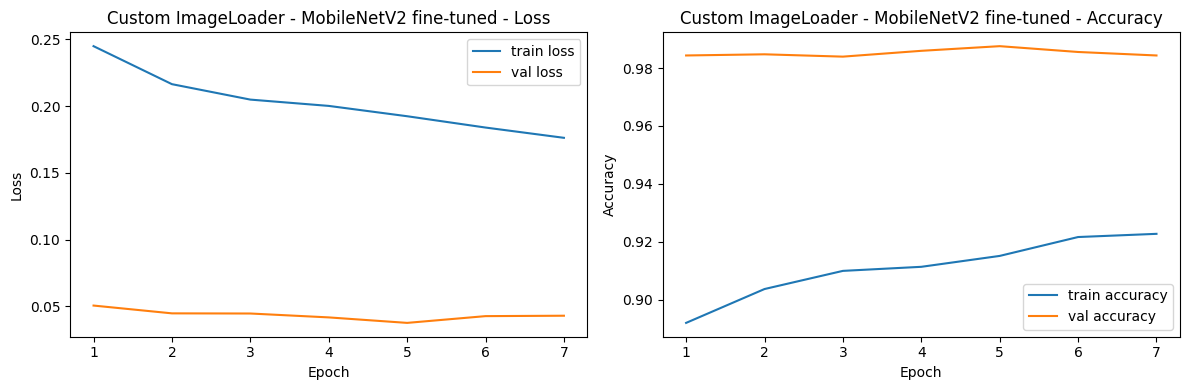 Custom ImageLoader - MobileNetV2 fine-tuned - Loss
0.25
0.20
0.15
0.10
0.05
Loss
train loss
val loss
1 2 3 4 5 6 7
Epoch
Custom ImageLoader - MobileNetV2 fine-tuned - Accuracy
0.98
0.96
0.94
0.92
0.90
Accuracy
train accuracy
val accuracy
1 2 3 4 5 6 7
Epoch